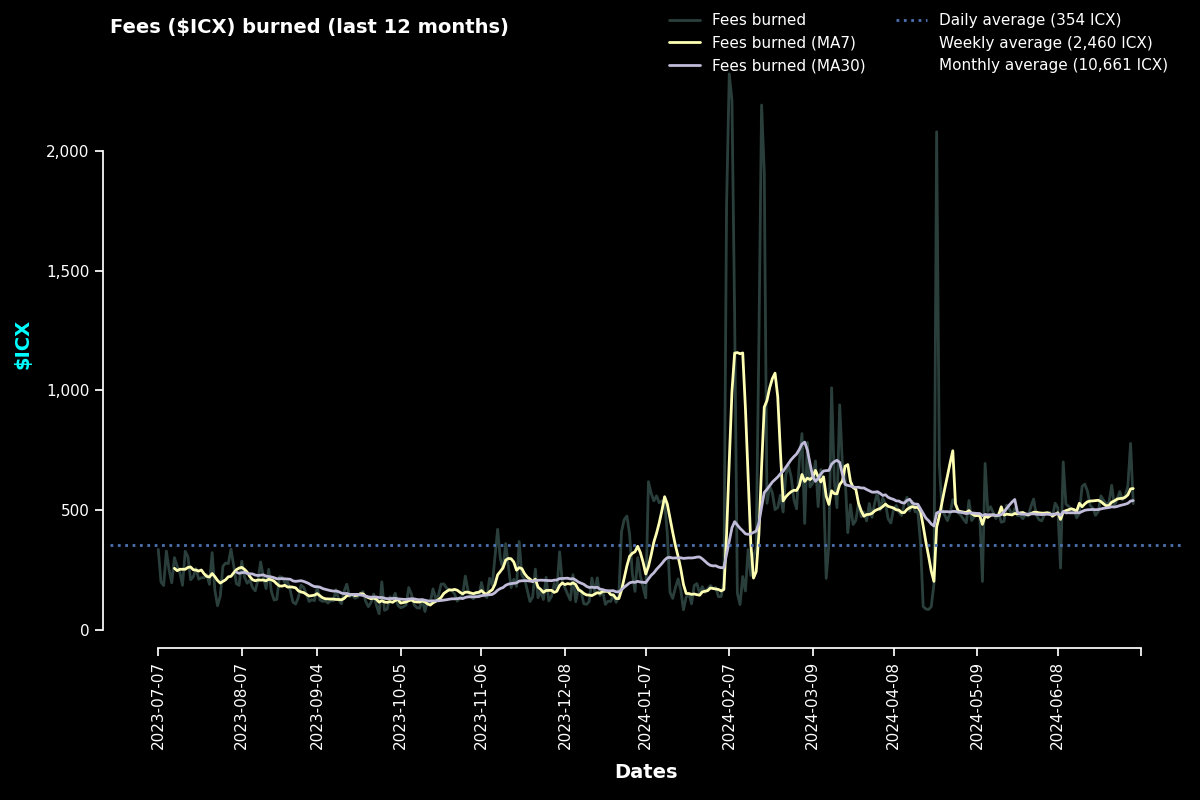 Fees ($ICX) burned (last 12 months)
Fees burned
Fees burned (MA7)
Fees burned (MA30)
Daily average (354 ICX)
Weekly average (2,460 ICX)
Monthly average (10,661 ICX)
$ICX
2,000
1,500
1,000
500
0
2023-07-07
2023-08-07
2023-09-04
2023-10-05
2023-11-06
2023-12-08
2024-01-07
2024-02-07
2024-03-09
2024-04-08
2024-05-09
2024-06-08
Dates